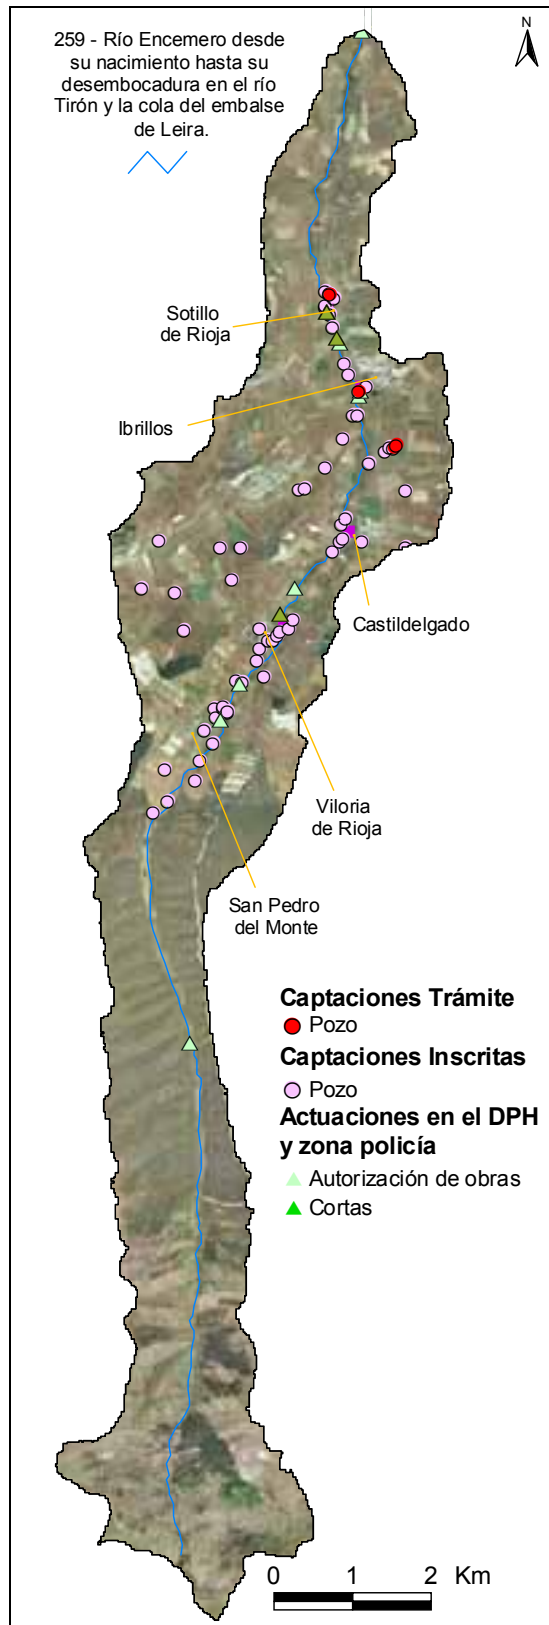 259 - Río Encemero desde
su nacimiento hasta su
desembocadura en el río
Tirón y la cola del embalse
de Leira.
N
Sotillo
de Rioja
Ibrillos
Castildelgado
Viloria
de Rioja
San Pedro
del Monte
Captaciones Trámite
Pozo
Captaciones Inscritas
Pozo
Actuaciones en el DPH
y zona policía
Autorización de obras
Cortas
0 1 2 Km